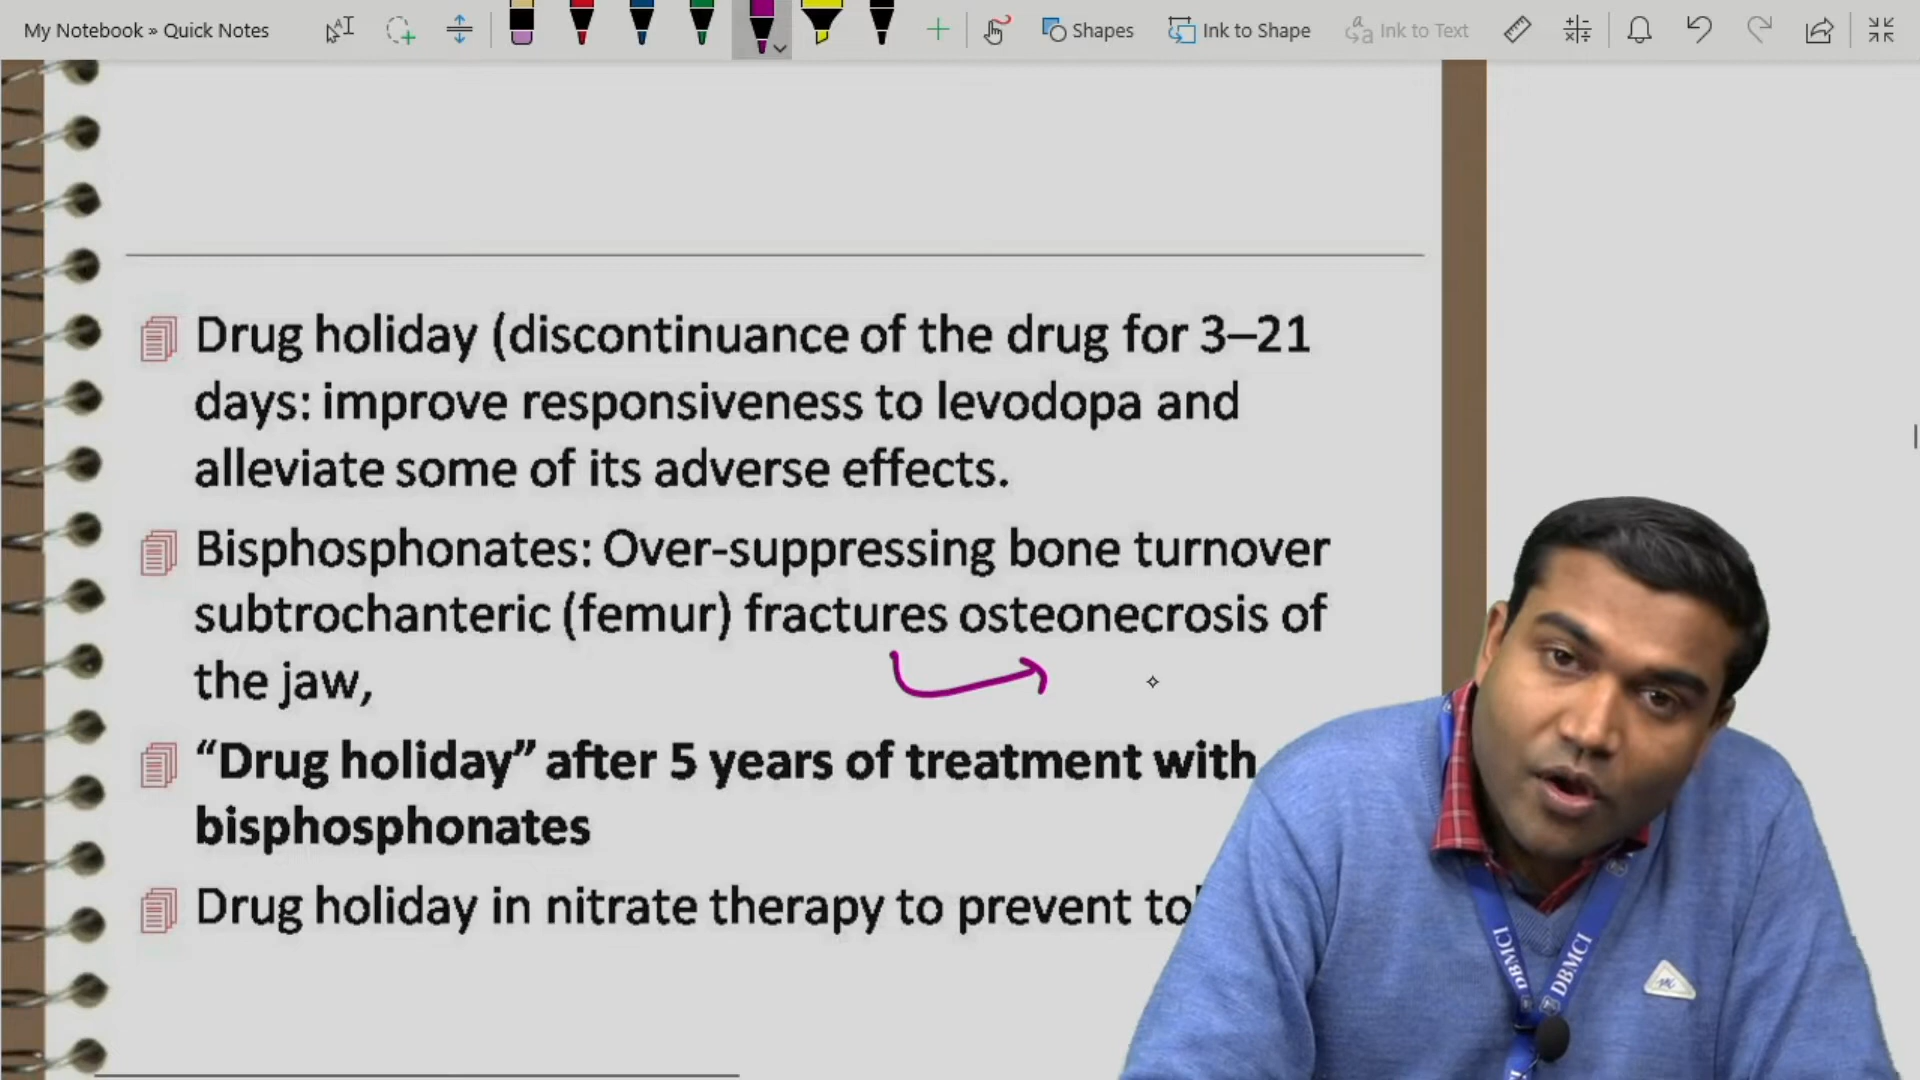 My Notebook » Quick Notes
Shapes
Ink to Shape
Ink to Text
Drug holiday (discontinuance of the drug for 3–21
days: improve responsiveness to levodopa and
alleviate some of its adverse effects.
Bisphosphonates: Over-suppressing bone turnover
subtrochanteric (femur) fractures osteonecrosis of
the jaw,
“Drug holiday” after 5 years of treatment with
bisphosphonates
Drug holiday in nitrate therapy to prevent
DBMCI
DBMCI